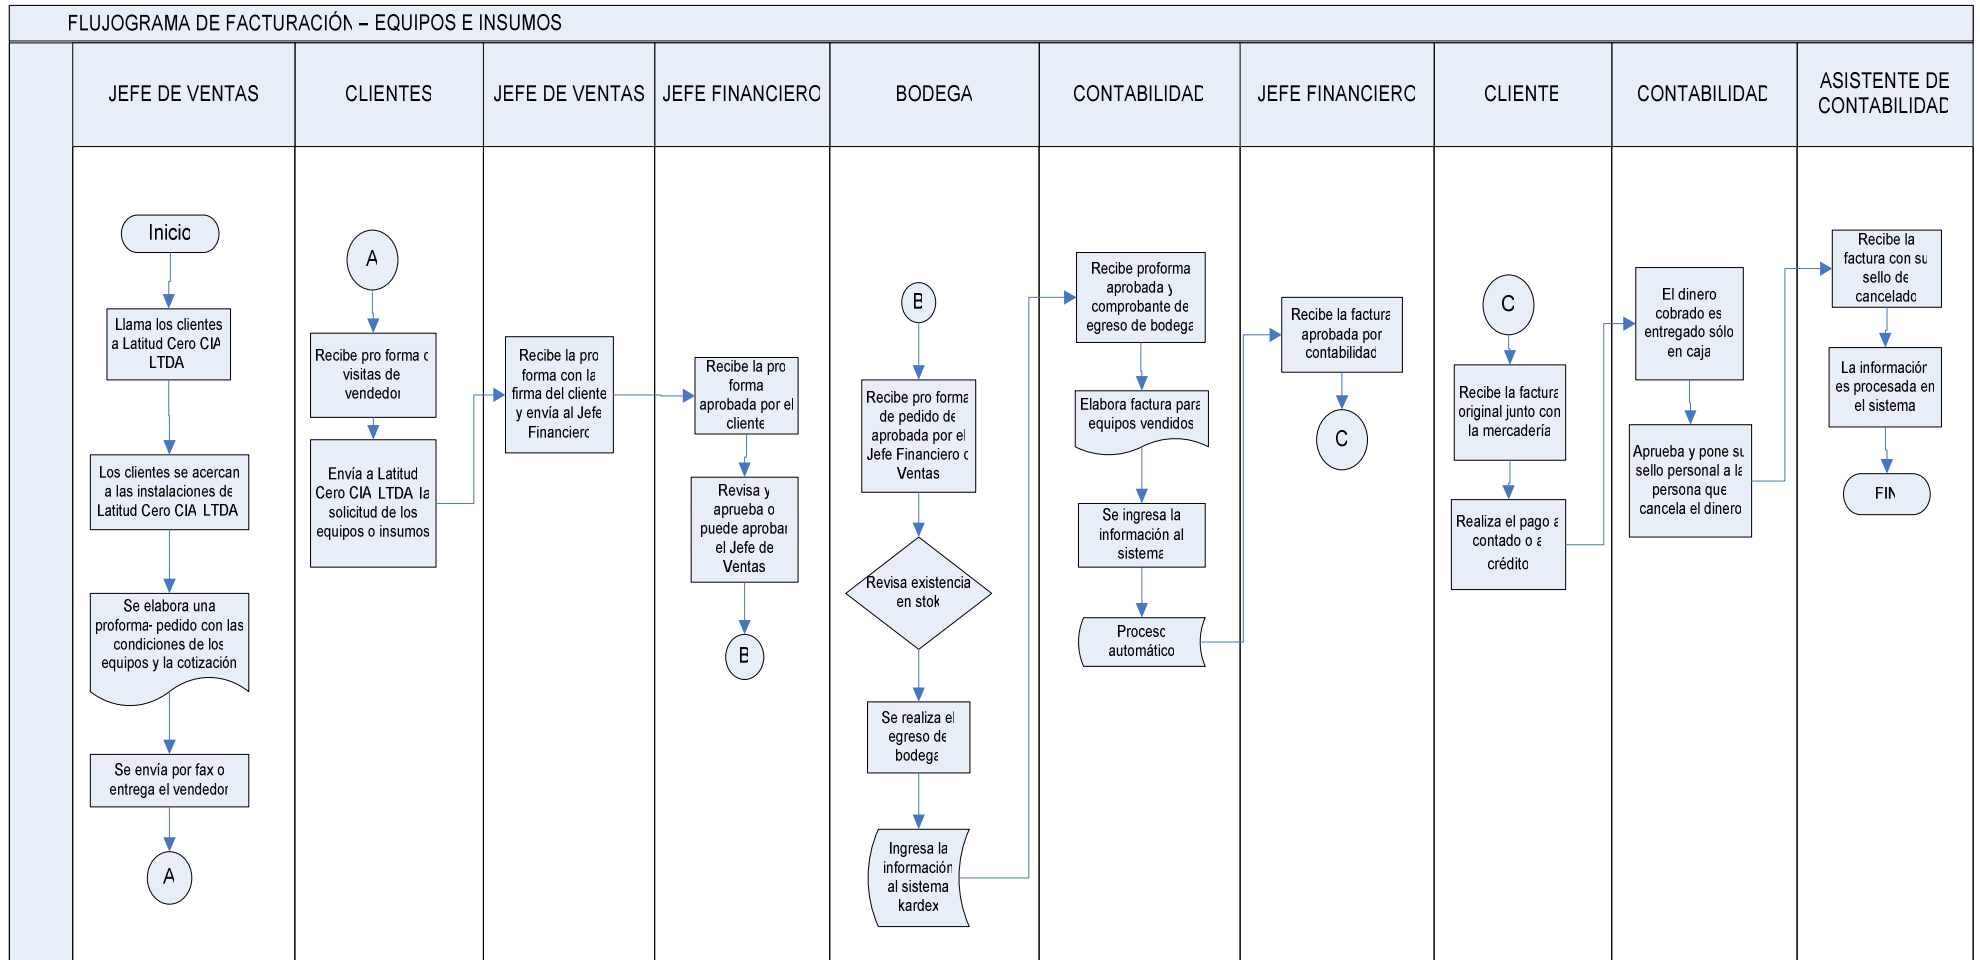 FLUJOGRAMA DE FACTURACIÓN – EQUIPOS E INSUMOS
JEFE DE VENTAS
CLIENTES
JEFE DE VENTAS
JEFE FINANCIERO
BODEGA
CONTABILIDAD
JEFE FINANCIERO
CLIENTE
CONTABILIDAD
ASISTENTE DE
CONTABILIDAD
Inicio
Llama los clientes
a Latitud Cero CIA
LTDA
Los clientes se acercan
a las instalaciones de
Latitud Cero CIA LTDA
Se elabora una
proforma- pedido con las
condiciones de los
equipos y la cotización
Se envía por fax o
entrega el vendedor
A
A
Recibe pro forma o
visitas de
vendedor
Envía a Latitud
Cero CIA LTDA la
solicitud de los
equipos o insumos
Recibe la pro
forma con la
firma del cliente
y envía al Jefe
Financiero
Recibe la pro
forma
aprobada por el
cliente
Revisa y
aprueba o
puede aprobar
el Jefe de
Ventas
B
B
Recibe pro forma
de pedido de
aprobada por el
Jefe Financiero o
Ventas
Revisa existencia
en stok
Se realiza el
egreso de
bodega
Ingresa la
información
al sistema
kardex
Recibe proforma
aprobada y
comprobante de
egreso de bodega
Elabora factura para
equipos vendidos
Se ingresa la
información al
sistema
Proceso
automático
Recibe la factura
aprobada por
contabilidad
C
C
Recibe la factura
original junto con
la mercadería
Realiza el pago a
contado o a
crédito
El dinero
cobrado es
entregado sólo
en caja
Aprueba y pone su
sello personal a la
persona que
cancela el dinero
Recibe la
factura con su
sello de
cancelado
La información
es procesada en
el sistema
FIN